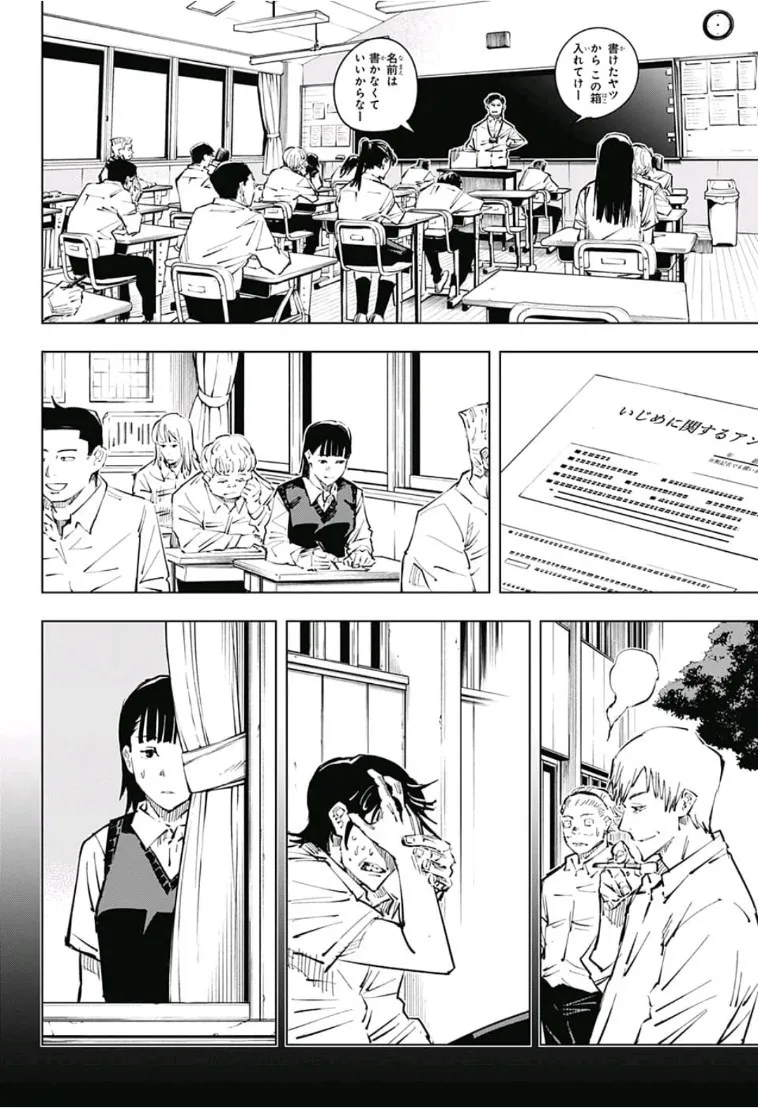 書けたヤツ
から この箱
入れてけー
名前は
書かなくて
いいからなー
いじめに関するアン